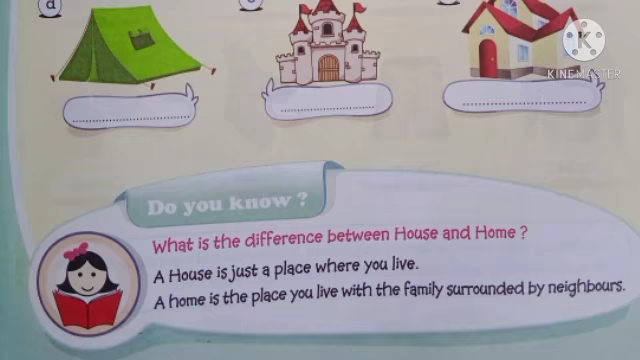 d
KINEMASTER
Do you know ?
What is the difference between House and Home ?
A House is just a place where you live.
A home is the place you live with the family surrounded by neighbours.